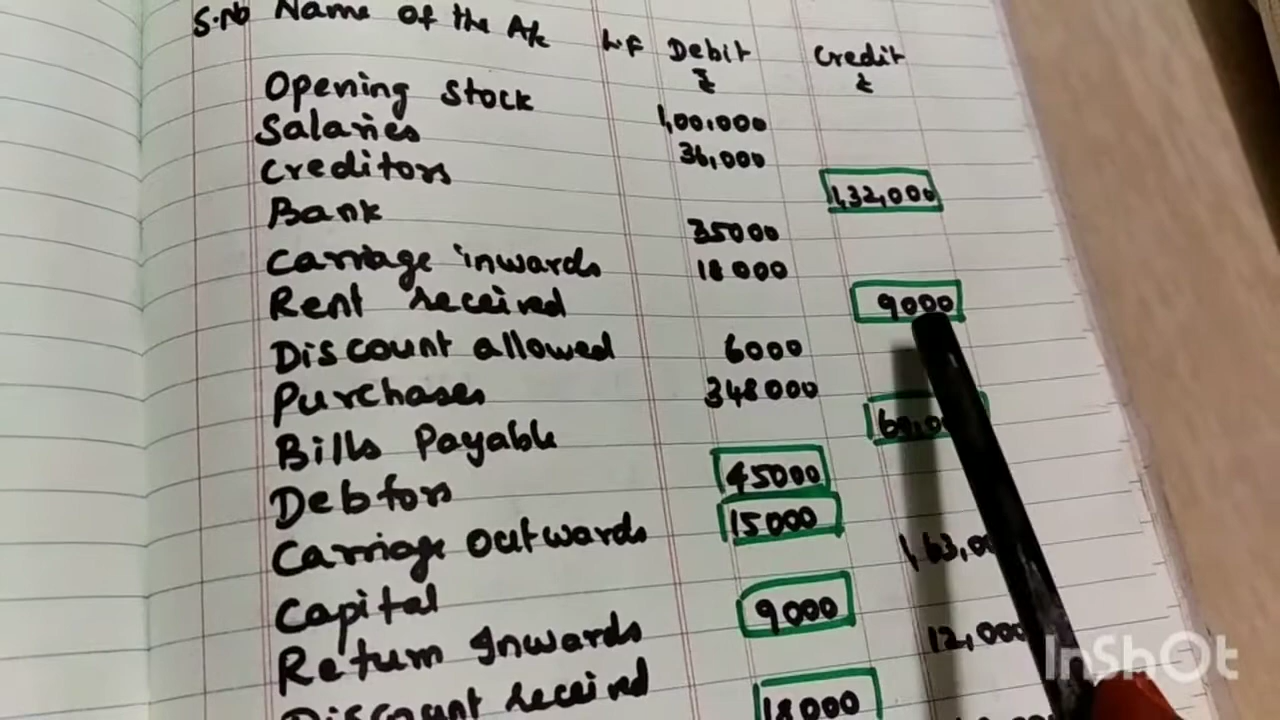 S.No Name of the A/c L.F Debit Credit
₹ ₹
Opening stock 1,00,000
Salaries 36,000
Creditors 1,32,000
Bank 35000
Carriage inwards 18000
Rent received 9000
Discount allowed 6000
Purchases 348000
Bills Payable
Debtors 45000
Carriage outwards 15000
Capital
Return Inwards 9000
Discount received 12,000
18000
InShot